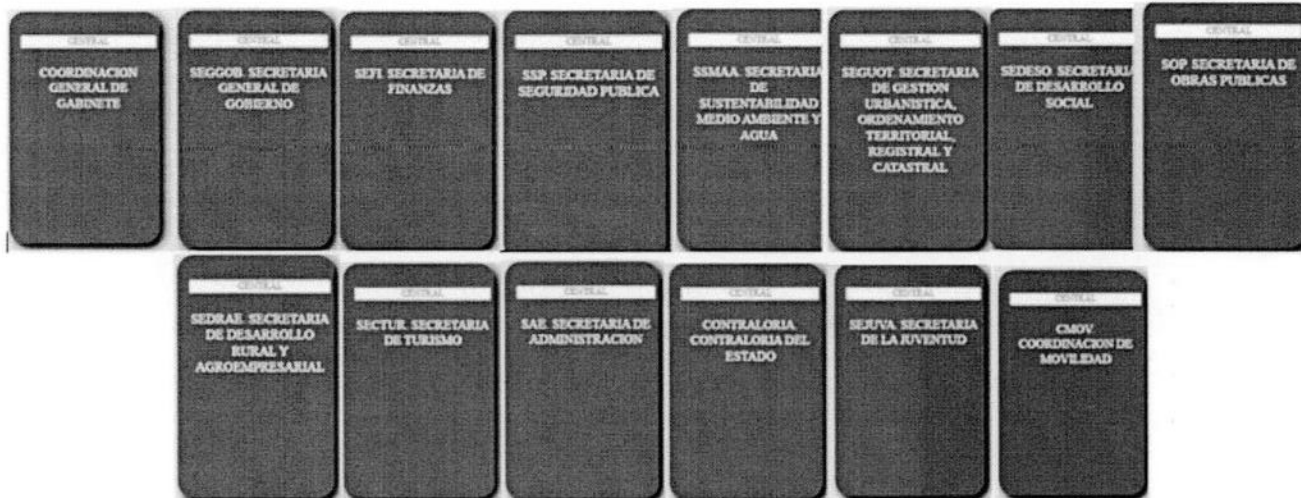 CENTRAL
COORDINACION
GENERAL DE
GABINETE
CENTRAL
SEGGOB. SECRETARIA
GENERAL DE
GOBIERNO
CENTRAL
SEFI. SECRETARIA DE
FINANZAS
CENTRAL
SSP. SECRETARIA DE
SEGURIDAD PUBLICA
CENTRAL
SSMAA. SECRETARIA
DE
SUSTENTABILIDAD
MEDIO AMBIENTE Y
AGUA
CENTRAL
SEGUOT. SECRETARIA
DE GESTION
URBANISTICA,
ORDENAMIENTO
TERRITORIAL,
REGISTRAL Y
CATASTRAL
CENTRAL
SEDESO. SECRETARIA
DE DESARROLLO
SOCIAL
CENTRAL
SOP. SECRETARIA DE
OBRAS PUBLICAS
CENTRAL
SEDRAE. SECRETARIA
DE DESARROLLO
RURAL Y
AGROEMPRESARIAL
CENTRAL
SECTUR. SECRETARIA
DE TURISMO
CENTRAL
SAE. SECRETARIA DE
ADMINISTRACION
CENTRAL
CONTRALORIA.
CONTRALORIA DEL
ESTADO
CENTRAL
SEJUVA. SECRETARIA
DE LA JUVENTUD
CENTRAL
CMOV.
COORDINACION DE
MOVILIDAD